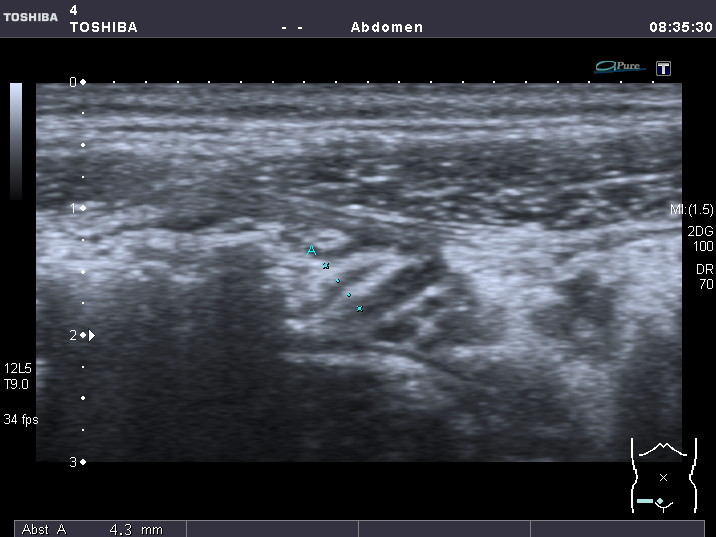 TOSHIBA
4
TOSHIBA - - Abdomen 08:35:30
aPure T
0
1
A
MI:(1.5)
2DG
100
DR
70
2
12L5
T9.0
34 fps
3
Abst A 4.3 mm